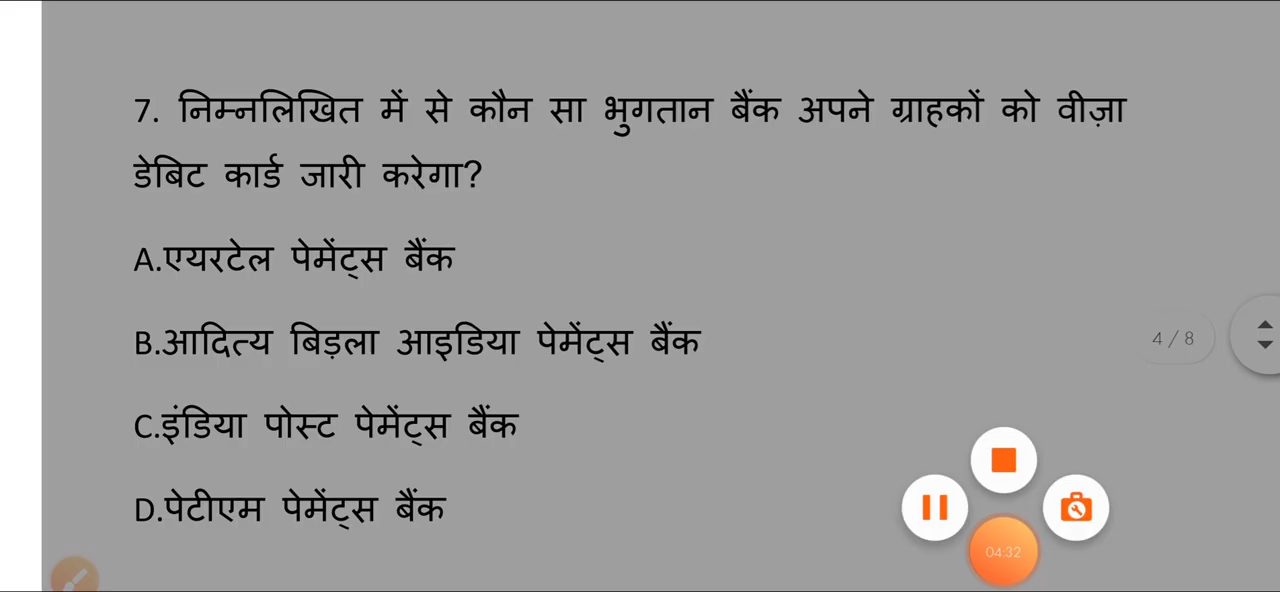 7. निम्नलिखित में से कौन सा भुगतान बैंक अपने ग्राहकों को वीज़ा
डेबिट कार्ड जारी करेगा?
A.एयरटेल पेमेंट्स बैंक
B.आदित्य बिड़ला आइडिया पेमेंट्स बैंक
4 / 8
C.इंडिया पोस्ट पेमेंट्स बैंक
D.पेटीएम पेमेंट्स बैंक
04:32